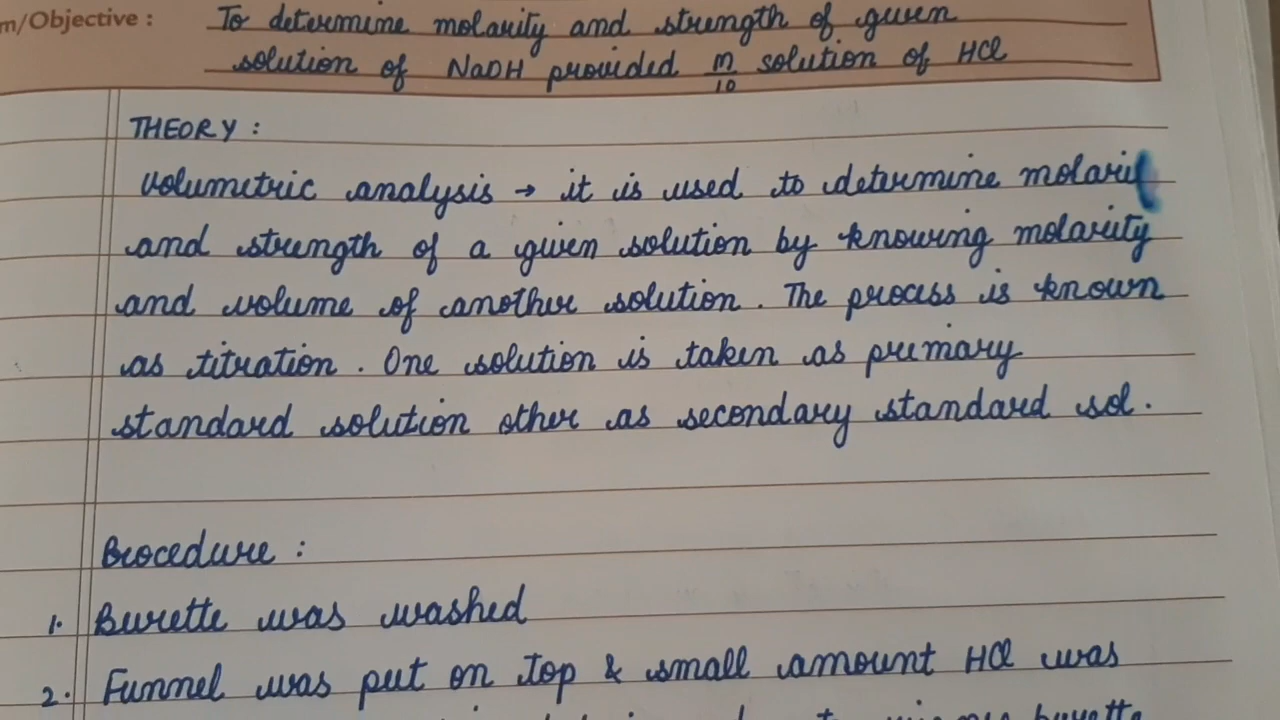 m/Objective : To determine molarity and strength of given
solution of NaOH provided m/10 solution of HCl
THEORY :
volumetric analysis → it is used to determine molarit
and strength of a given solution by knowing molarity
and volume of another solution. The process is known
as titration. One solution is taken as primary
standard solution other as secondary standard sol.
Procedure :
1. Burette was washed
2. Funnel was put on top & small amount HCl was
burette